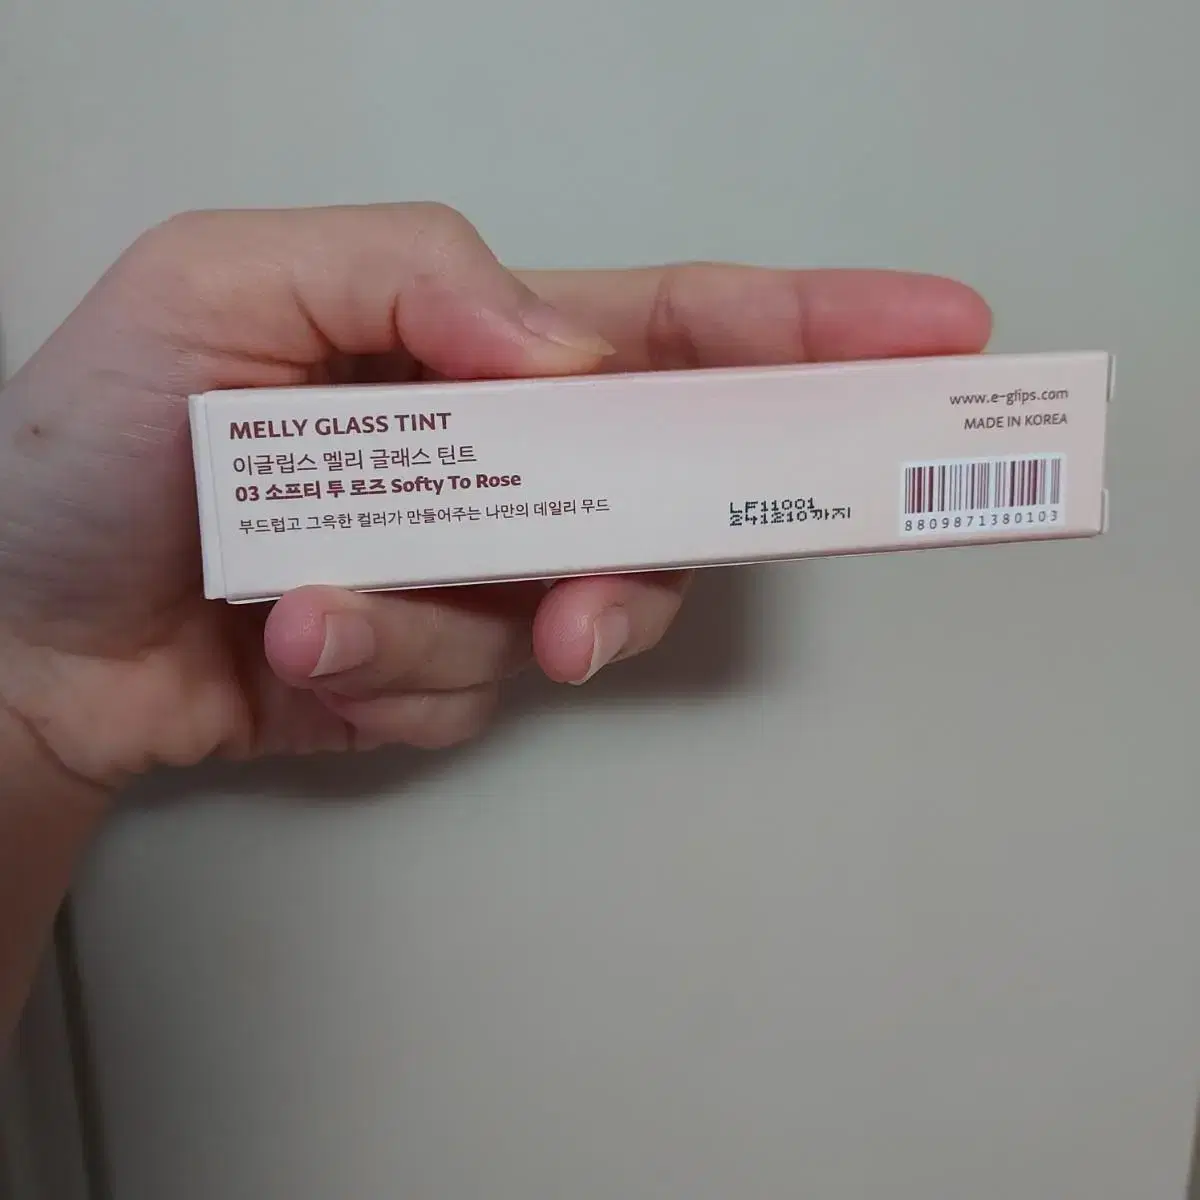 MELLY GLASS TINT
이글립스 멜리 글래스 틴트
03 소프티 투 로즈 Softy To Rose
부드럽고 그윽한 컬러가 만들어주는 나만의 데일리 무드
LF11001
241210까지
www.e-glips.com
MADE IN KOREA
8809871380103